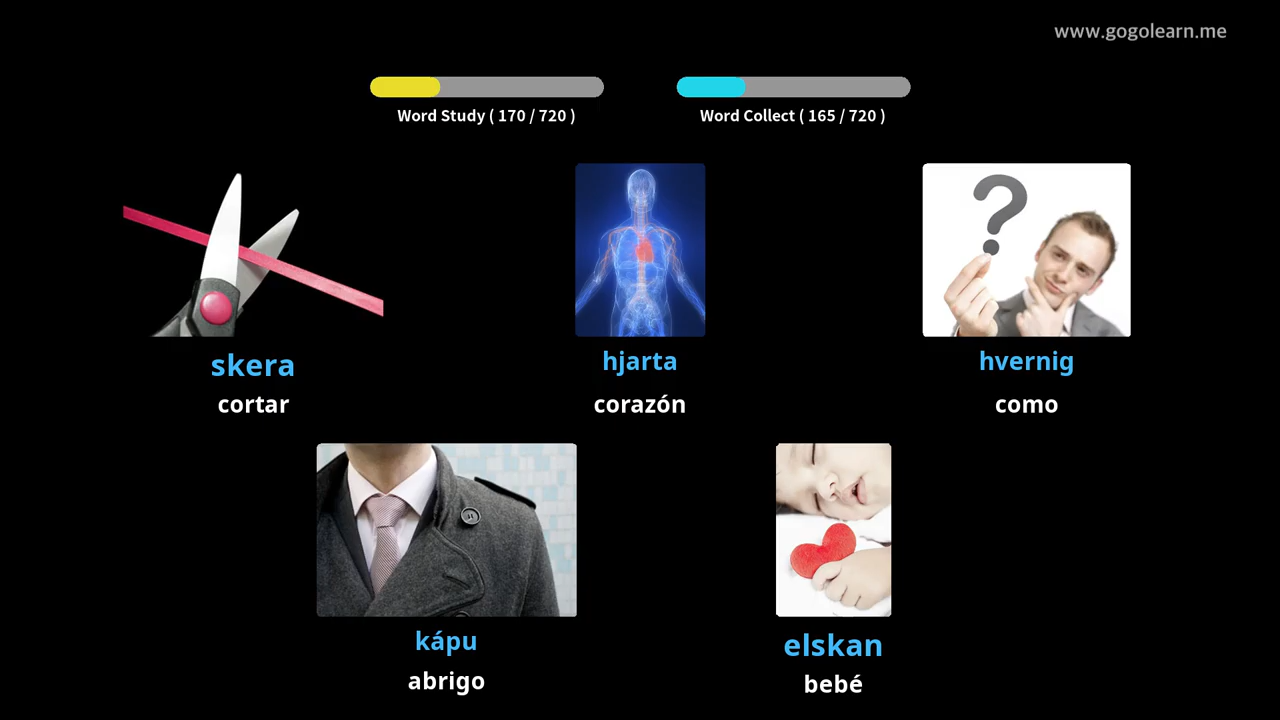 www.gogolearn.me
Word Study ( 170 / 720 )
Word Collect ( 165 / 720 )
skera
cortar
hjarta
corazón
hvernig
como
kápu
abrigo
elskan
bebé